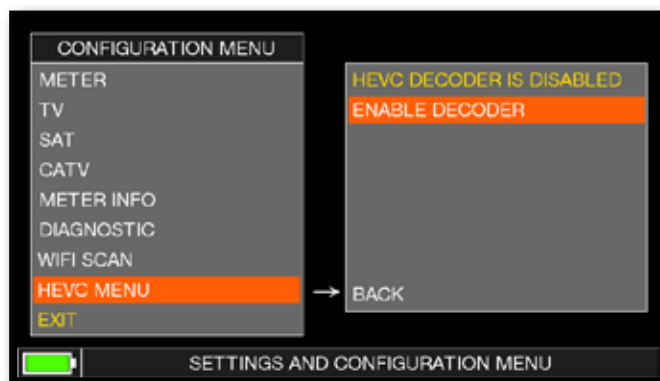 CONFIGURATION MENU
METER
TV
SAT
CATV
METER INFO
DIAGNOSTIC
WIFI SCAN
HEVC MENU
EXIT
HEVC DECODER IS DISABLED
ENABLE DECODER
BACK
SETTINGS AND CONFIGURATION MENU